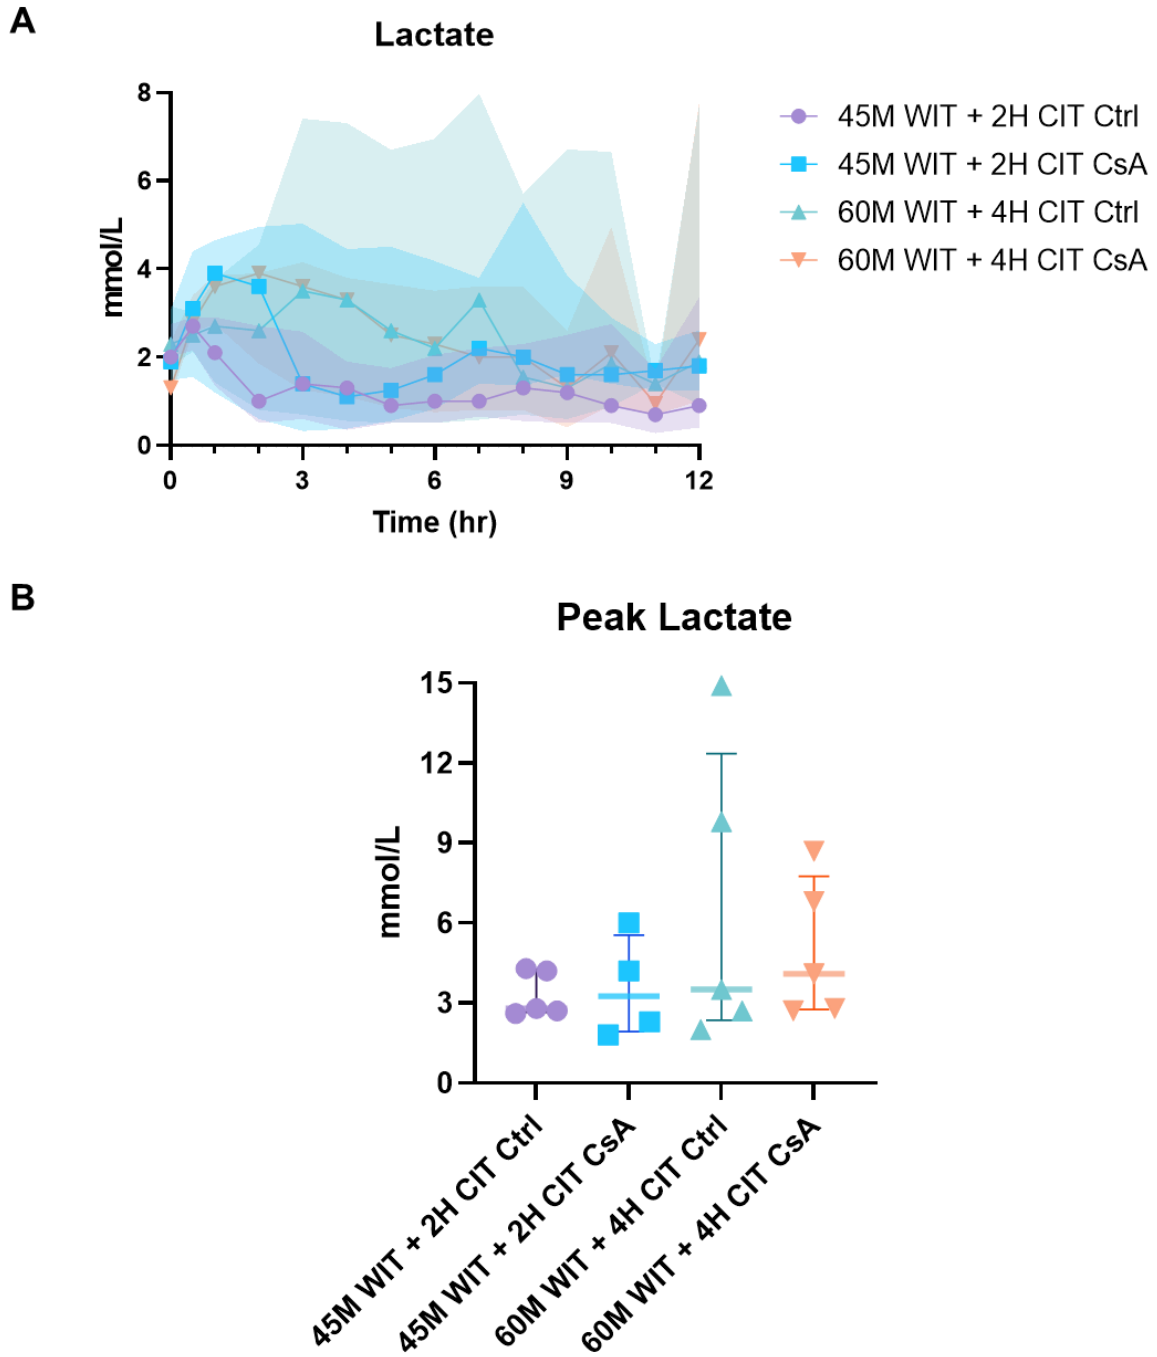 A
Lactate
8
6
4
2
0
mmol/L
0 3 6 9 12
Time (hr)
45M WIT + 2H CIT Ctrl
45M WIT + 2H CIT CsA
60M WIT + 4H CIT Ctrl
60M WIT + 4H CIT CsA
B
Peak Lactate
15
12
9
6
3
0
mmol/L
45M WIT + 2H CIT Ctrl
45M WIT + 2H CIT CsA
60M WIT + 4H CIT Ctrl
60M WIT + 4H CIT CsA